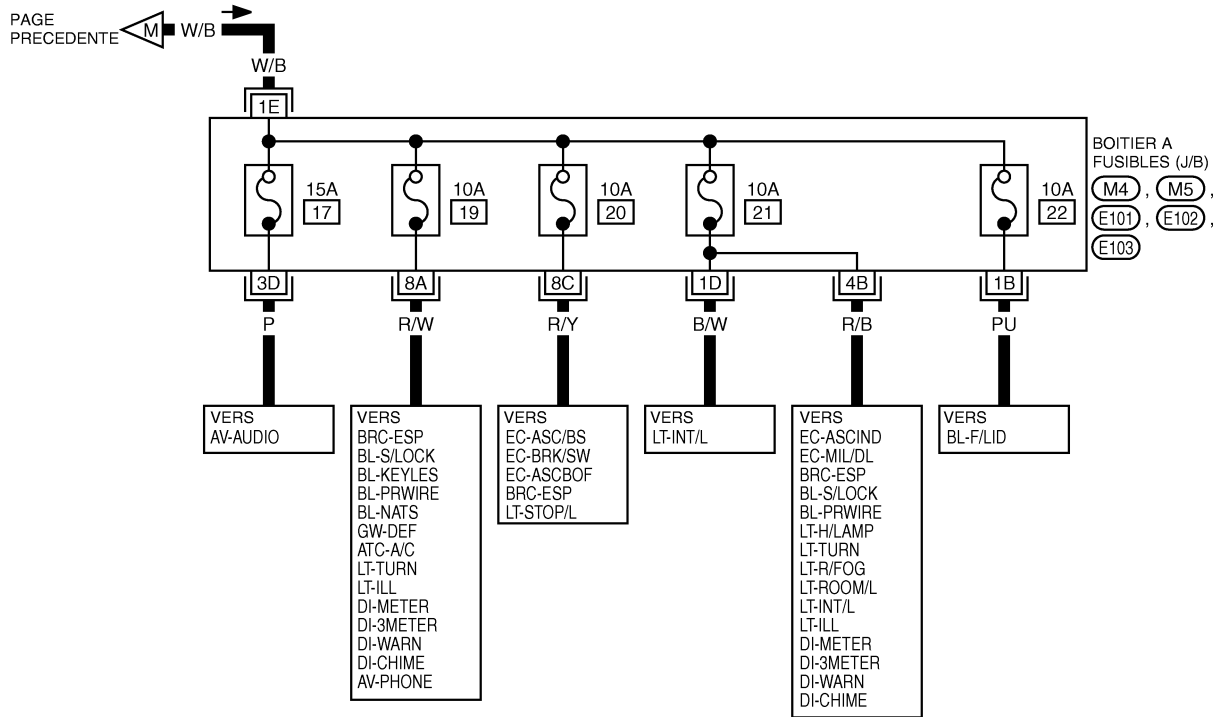 PAGE
PRECEDENTE
M
W/B
W/B
1E
15A
17
10A
19
10A
20
10A
21
10A
22
BOITIER A
FUSIBLES (J/B)
M4 , M5 ,
E101 , E102 ,
E103
3D
8A
8C
1D
4B
1B
P
R/W
R/Y
B/W
R/B
PU
VERS
AV-AUDIO
VERS
BRC-ESP
BL-S/LOCK
BL-KEYLES
BL-PRWIRE
BL-NATS
GW-DEF
ATC-A/C
LT-TURN
LT-ILL
DI-METER
DI-3METER
DI-WARN
DI-CHIME
AV-PHONE
VERS
EC-ASC/BS
EC-BRK/SW
EC-ASCBOF
BRC-ESP
LT-STOP/L
VERS
LT-INT/L
VERS
EC-ASCIND
EC-MIL/DL
BRC-ESP
BL-S/LOCK
BL-PRWIRE
LT-H/LAMP
LT-TURN
LT-R/FOG
LT-ROOM/L
LT-INT/L
LT-ILL
DI-METER
DI-3METER
DI-WARN
DI-CHIME
VERS
BL-F/LID